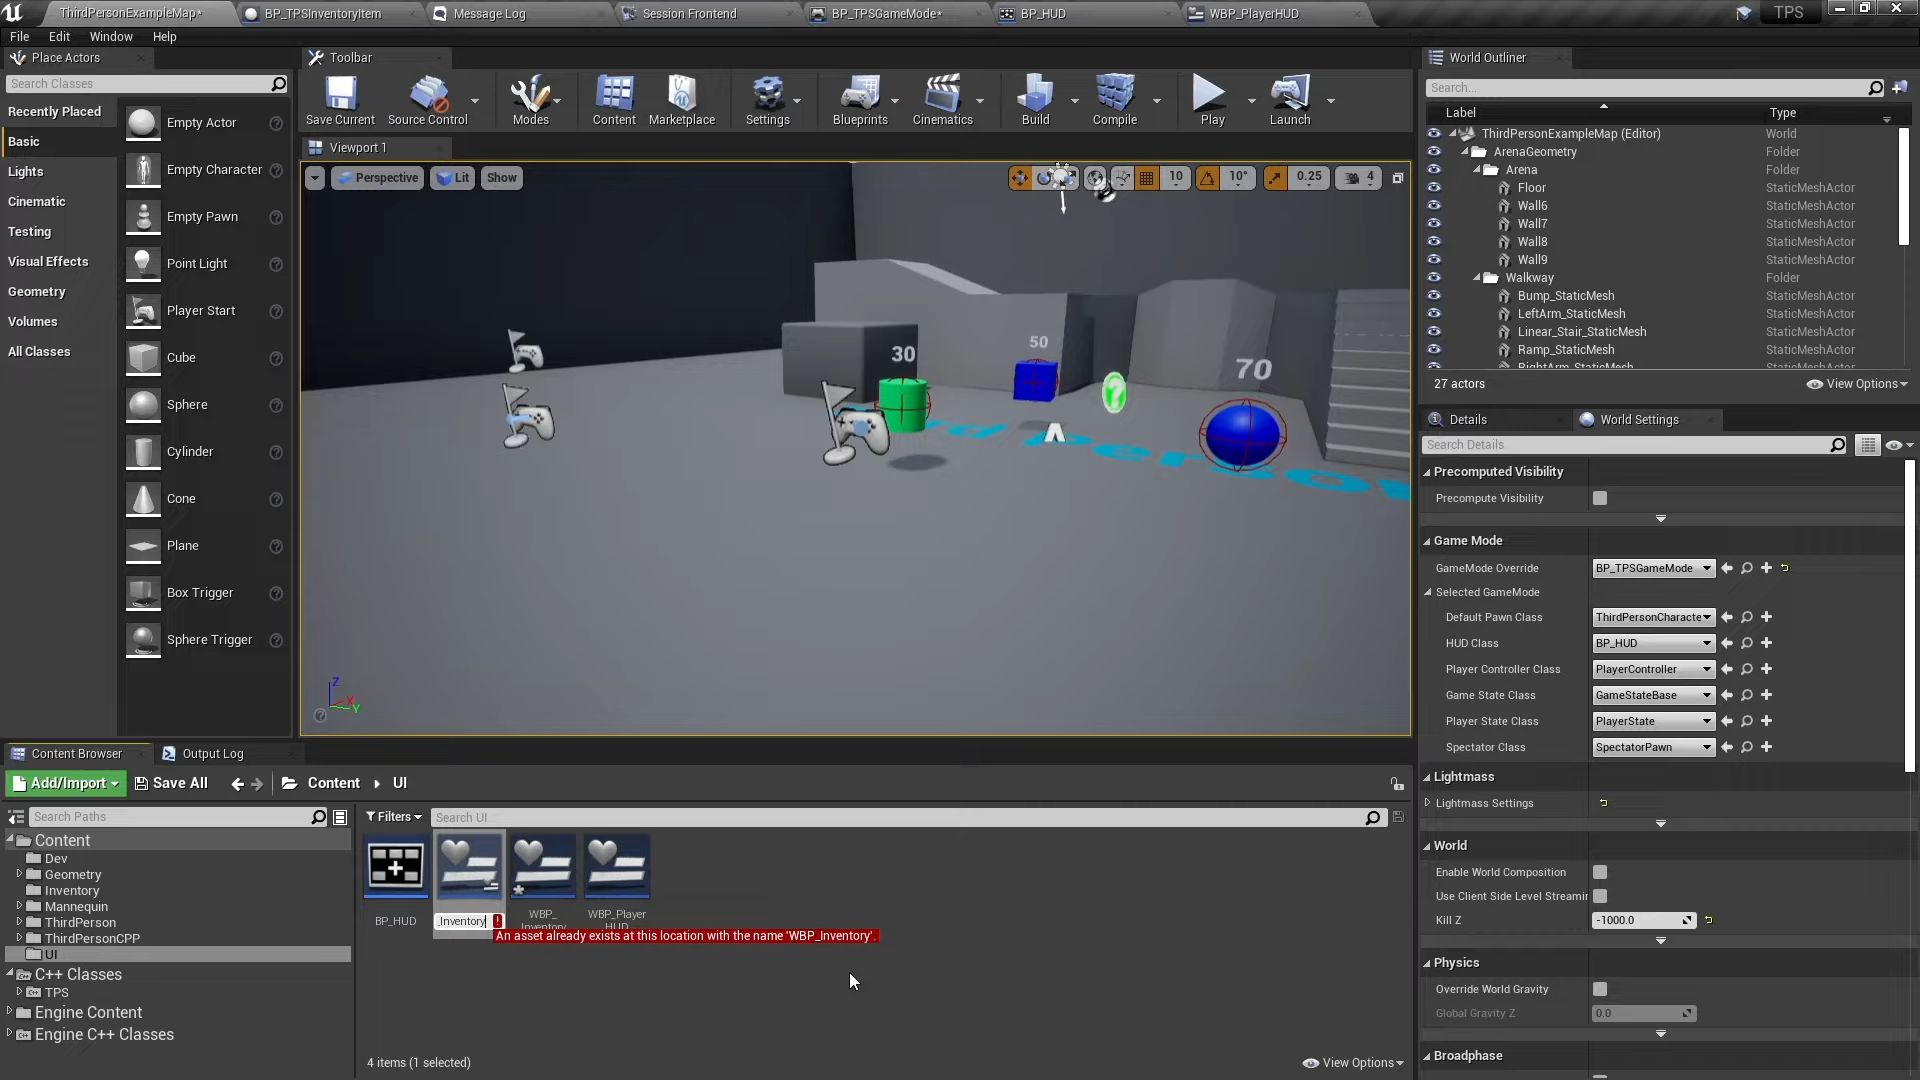 ThirdPersonExampleMap*
BP_TPSInventoryItem
Message Log
Session Frontend
BP_TPSGameMode*
BP_HUD
WBP_PlayerHUD
TPS
File
Edit
Window
Help
Place Actors
Search Classes
Recently Placed
Basic
Lights
Cinematic
Testing
Visual Effects
Geometry
Volumes
All Classes
Empty Actor
Empty Character
Empty Pawn
Point Light
Player Start
Cube
Sphere
Cylinder
Cone
Plane
Box Trigger
Sphere Trigger
Toolbar
Save Current
Source Control
Modes
Content
Marketplace
Settings
Blueprints
Cinematics
Build
Compile
Play
Launch
Viewport 1
Perspective
Lit
Show
10
10°
0.25
4
30
50
70
Z
X
Y
World Outliner
Search...
Label
Type
ThirdPersonExampleMap (Editor)
World
ArenaGeometry
Folder
Arena
Folder
Floor
StaticMeshActor
Wall6
StaticMeshActor
Wall7
StaticMeshActor
Wall8
StaticMeshActor
Wall9
StaticMeshActor
Walkway
Folder
Bump_StaticMesh
StaticMeshActor
LeftArm_StaticMesh
StaticMeshActor
Linear_Stair_StaticMesh
StaticMeshActor
Ramp_StaticMesh
StaticMeshActor
RightArm_StaticMesh
StaticMeshActor
27 actors
View Options
Details
World Settings
Search Details
Precomputed Visibility
Precompute Visibility
Game Mode
GameMode Override
BP_TPSGameMode
Selected GameMode
Default Pawn Class
ThirdPersonCharacte
HUD Class
BP_HUD
Player Controller Class
PlayerController
Game State Class
GameStateBase
Player State Class
PlayerState
Spectator Class
SpectatorPawn
Lightmass
Lightmass Settings
World
Enable World Composition
Use Client Side Level Streamin
Kill Z
-1000.0
Physics
Override World Gravity
Global Gravity Z
0.0
Broadphase
Content Browser
Output Log
Add/Import
Save All
Content
UI
Search Paths
Filters
Search UI
Content
Dev
Geometry
Inventory
Mannequin
ThirdPerson
ThirdPersonCPP
UI
C++ Classes
TPS
Engine Content
Engine C++ Classes
BP_HUD
_Inventory
WBP_
Inventory
WBP_Player
HUD
An asset already exists at this location with the name 'WBP_Inventory'.
4 items (1 selected)
View Options